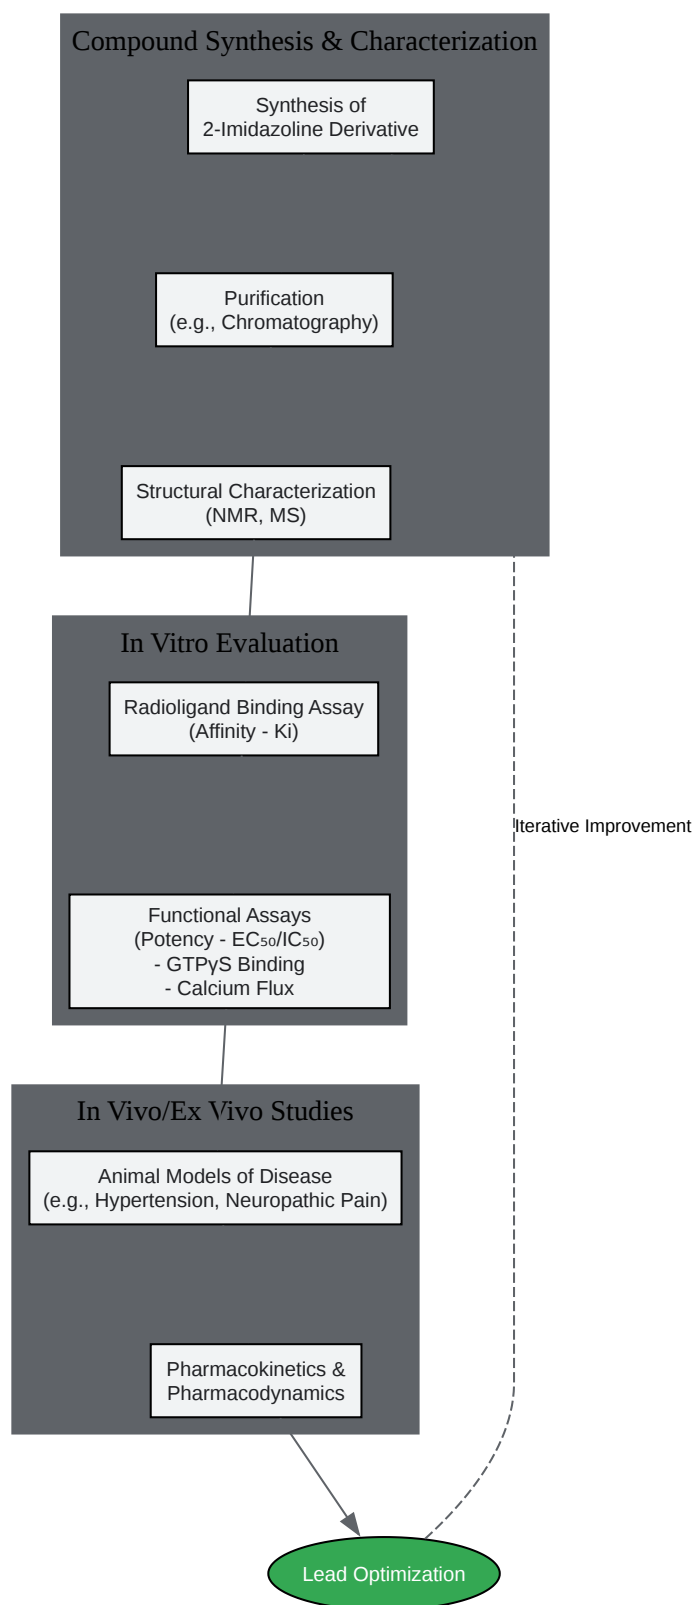 Compound Synthesis & Characterization
Synthesis of
2-Imidazoline Derivative
Purification
(e.g., Chromatography)
Structural Characterization
(NMR, MS)
In Vitro Evaluation
Radioligand Binding Assay
(Affinity - Ki)
Iterative Improvement
Functional Assays
(Potency - EC₅₀/IC₅₀)
- GTPγS Binding
- Calcium Flux
In Vivo/Ex Vivo Studies
Animal Models of Disease
(e.g., Hypertension, Neuropathic Pain)
Pharmacokinetics &
Pharmacodynamics
Lead Optimization